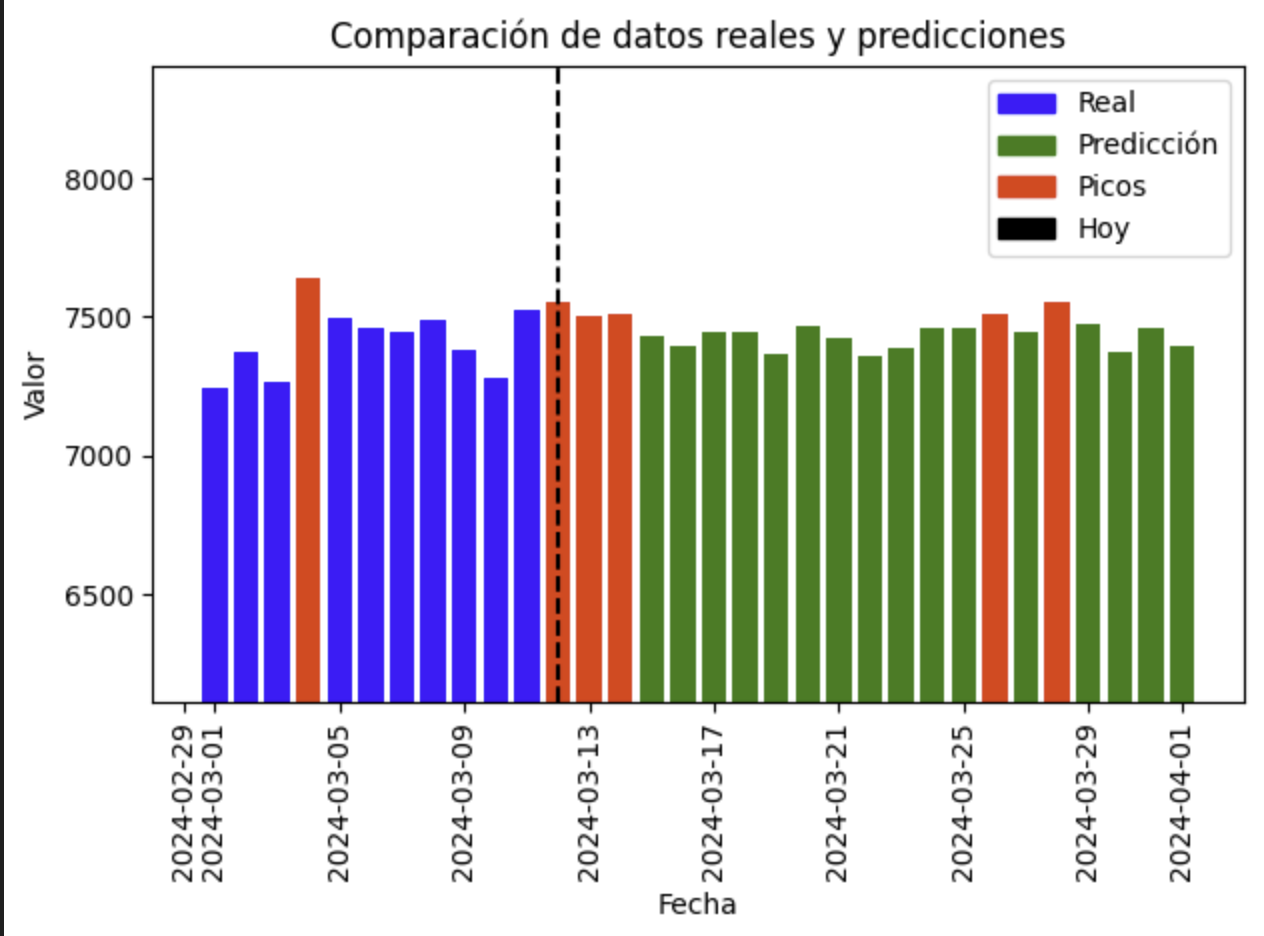 Comparación de datos reales y predicciones
Real
Predicción
Picos
Hoy
8000
7500
7000
6500
Valor
2024-02-29
2024-03-01
2024-03-05
2024-03-09
2024-03-13
2024-03-17
2024-03-21
2024-03-25
2024-03-29
2024-04-01
Fecha